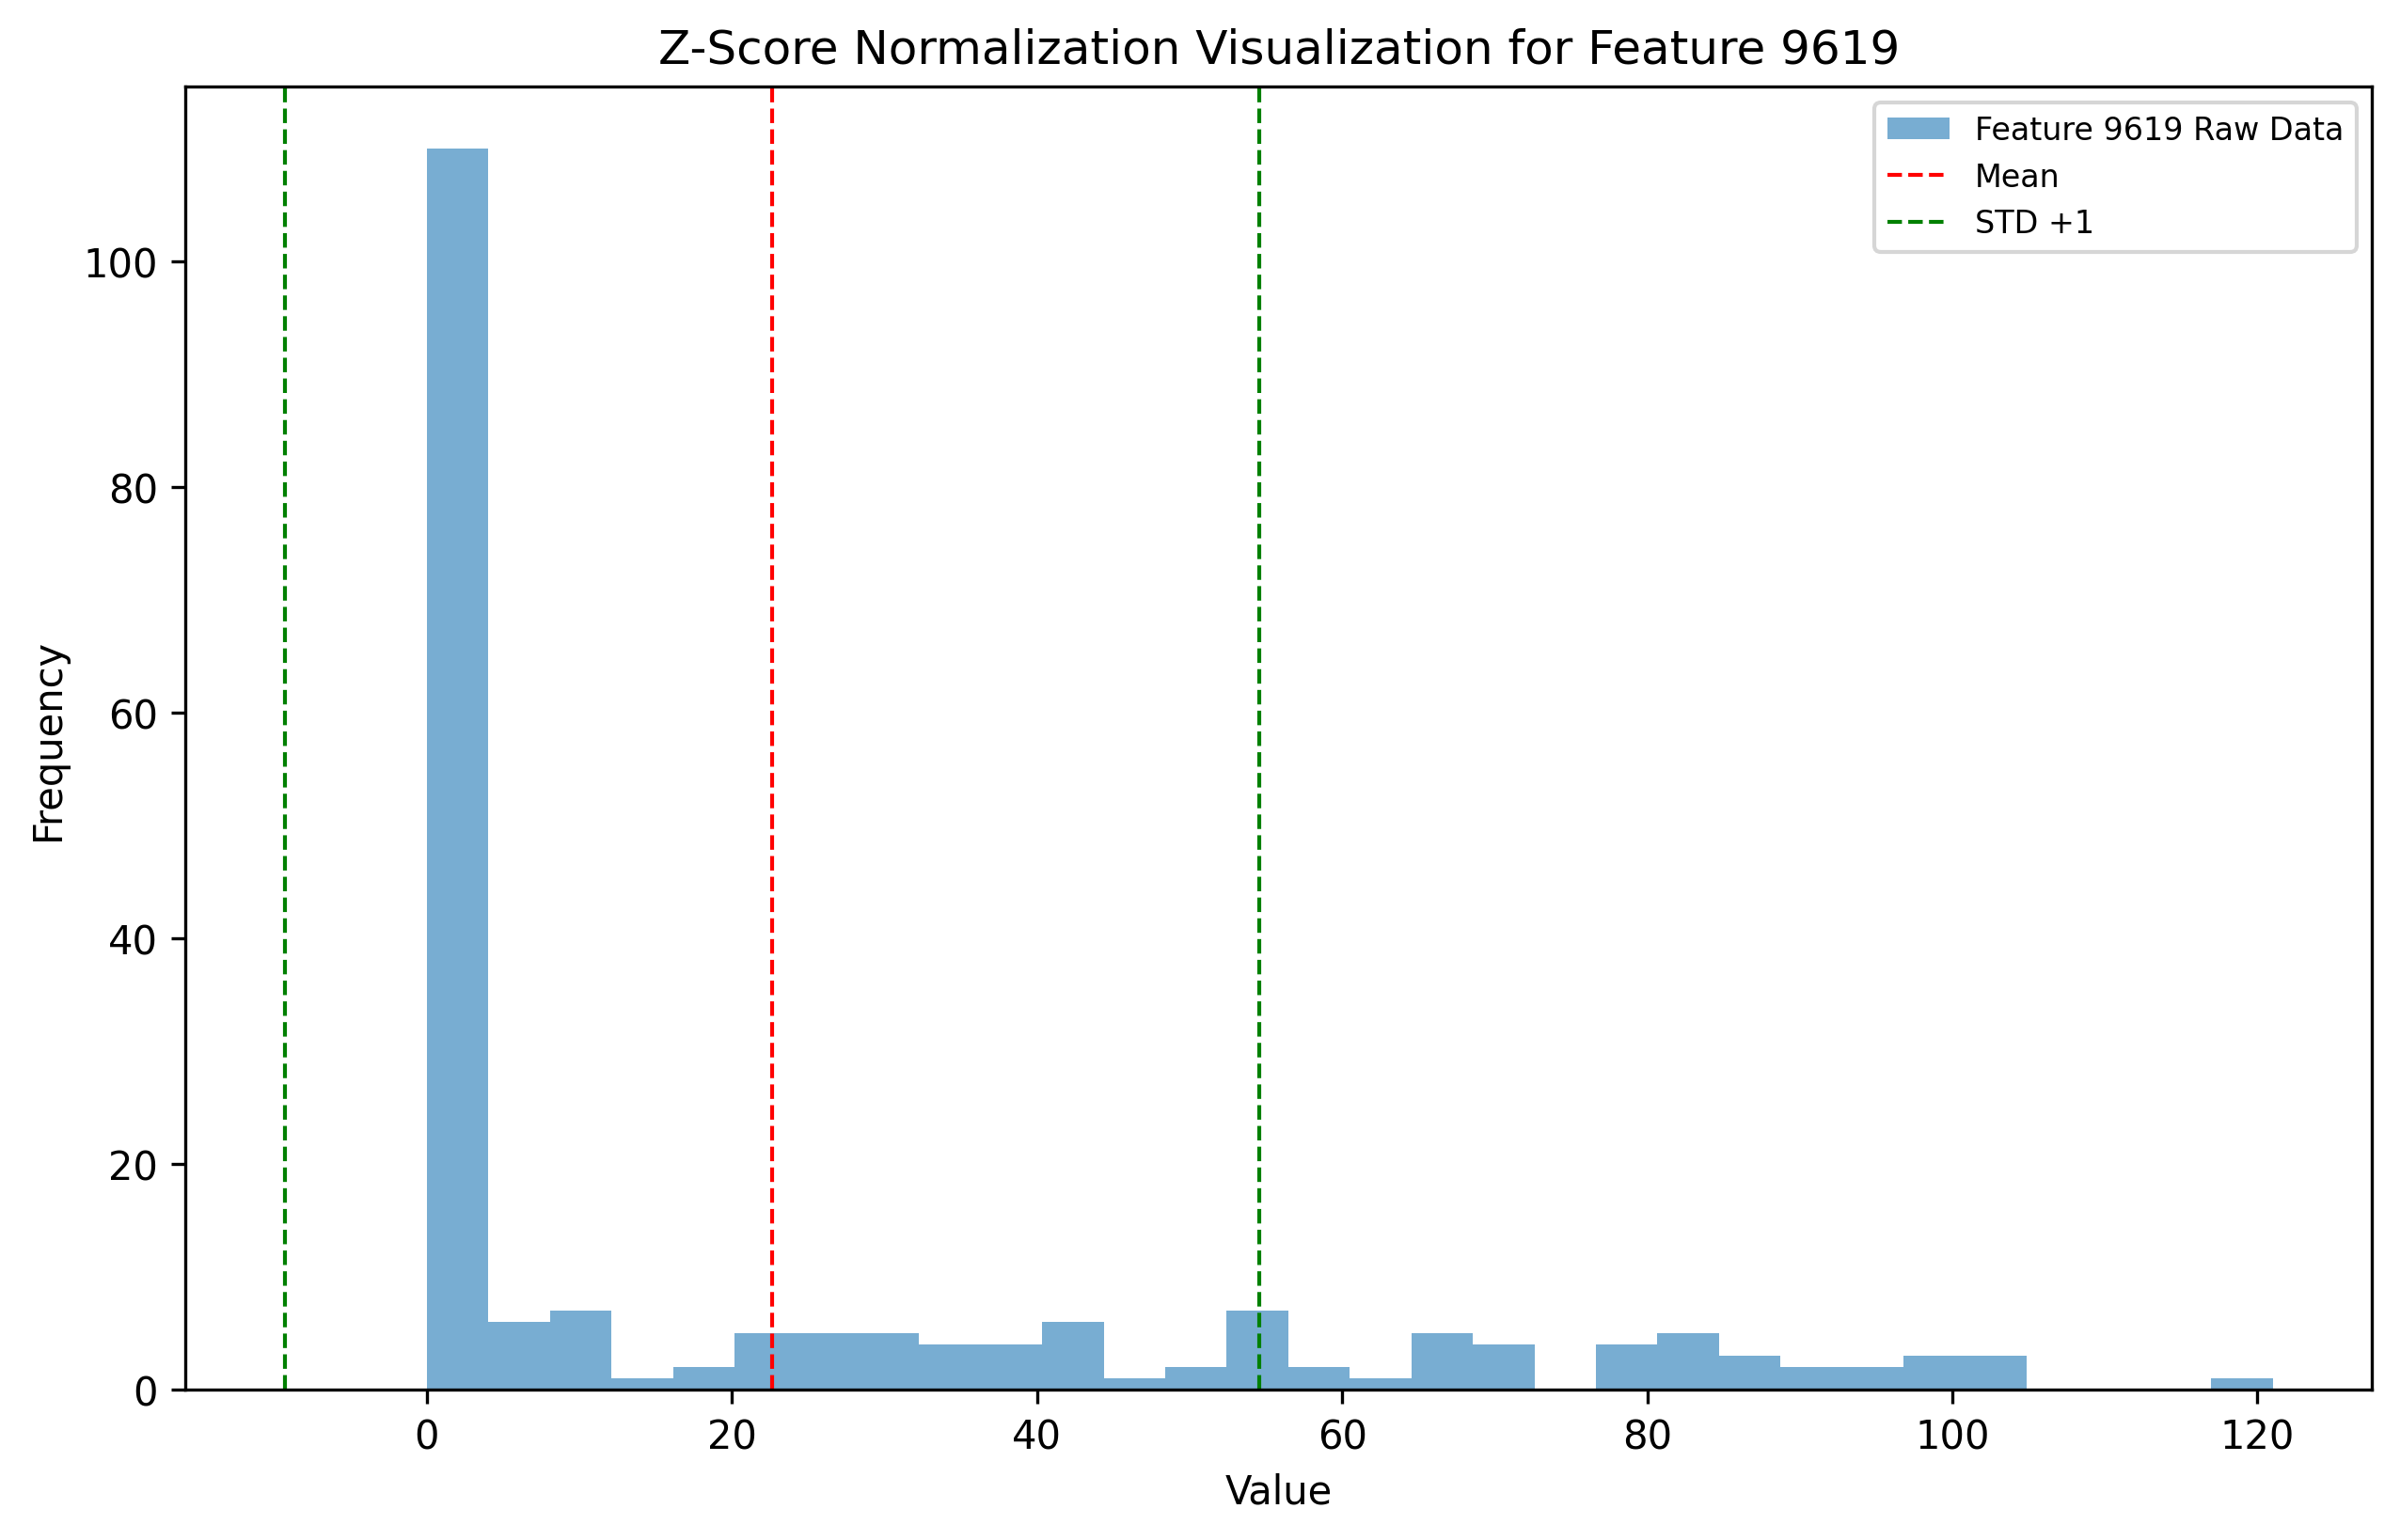 Z-Score Normalization Visualization for Feature 9619
Feature 9619 Raw Data
Mean
STD +1
100
80
60
40
20
0
Frequency
0 20 40 60 80 100 120
Value